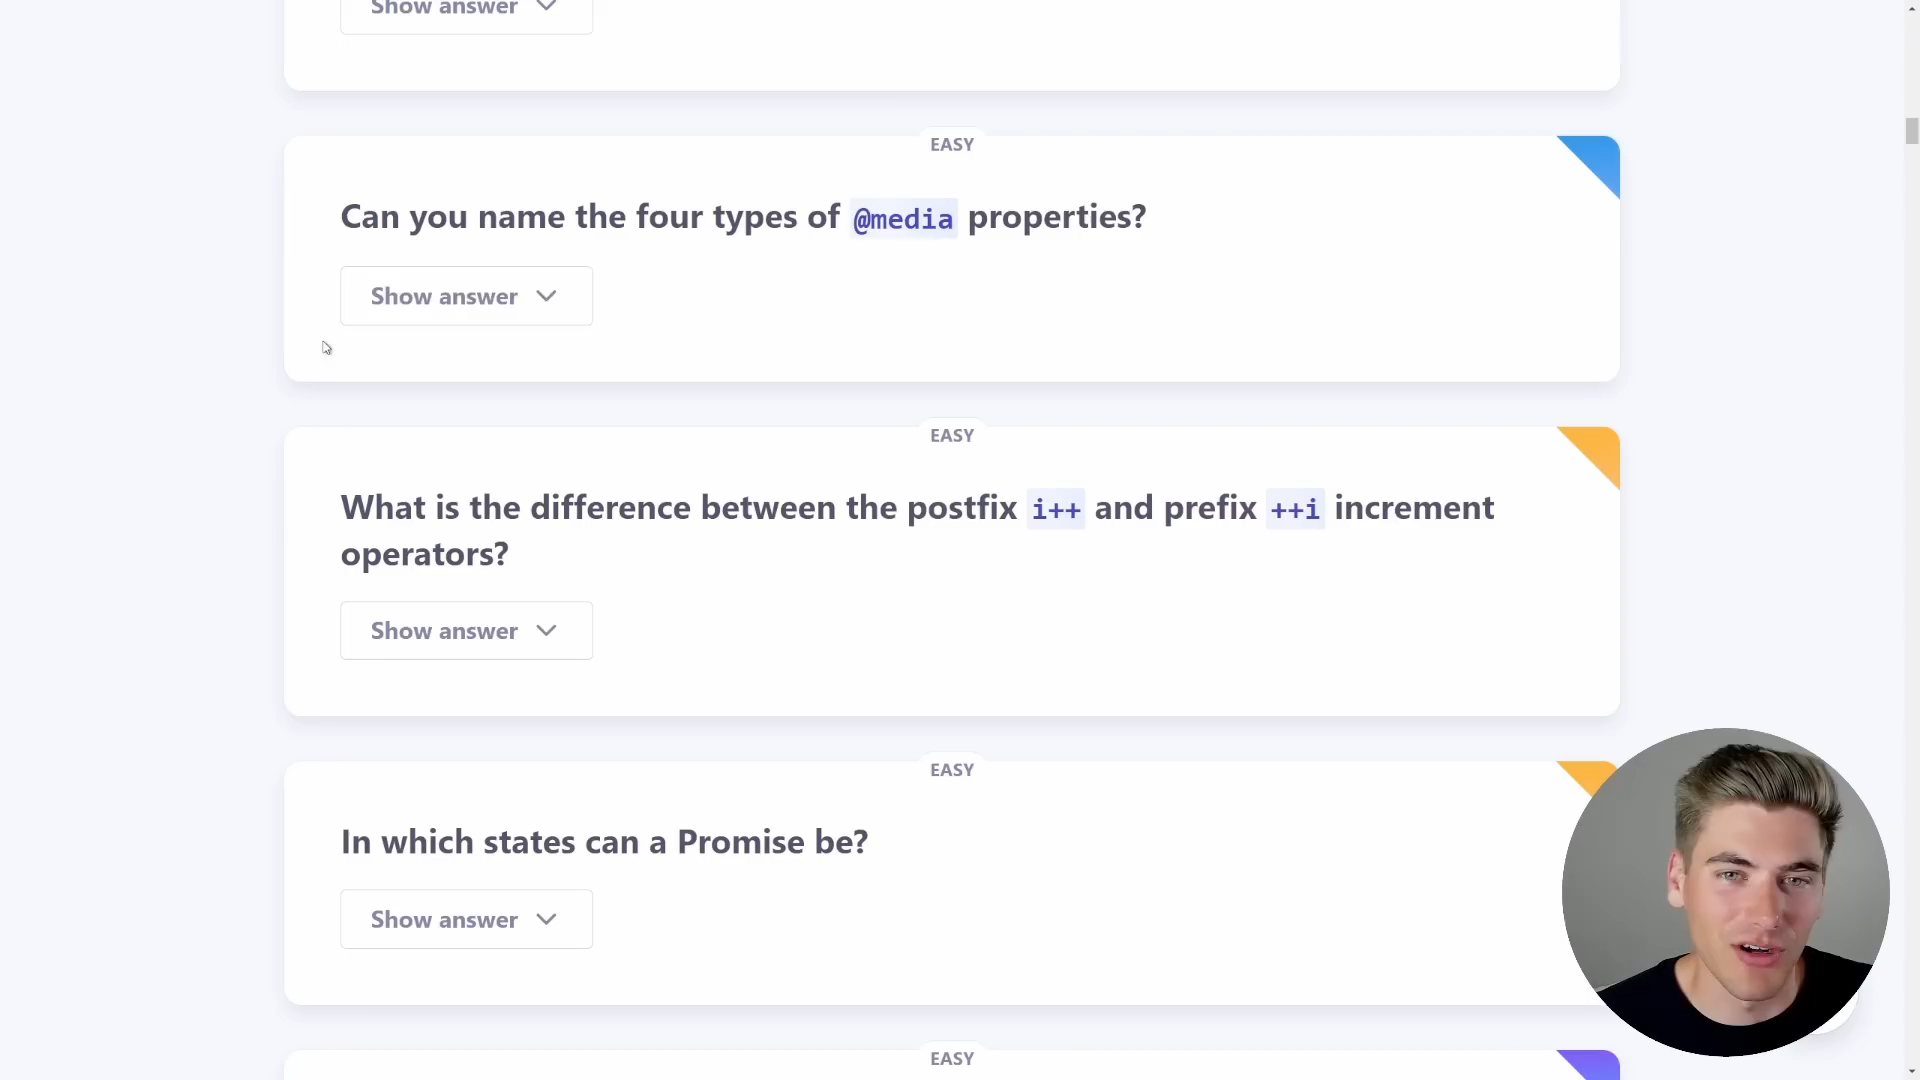 Show answer
EASY
Can you name the four types of @media properties?
Show answer
EASY
What is the difference between the postfix i++ and prefix ++i increment
operators?
Show answer
EASY
In which states can a Promise be?
Show answer
EASY